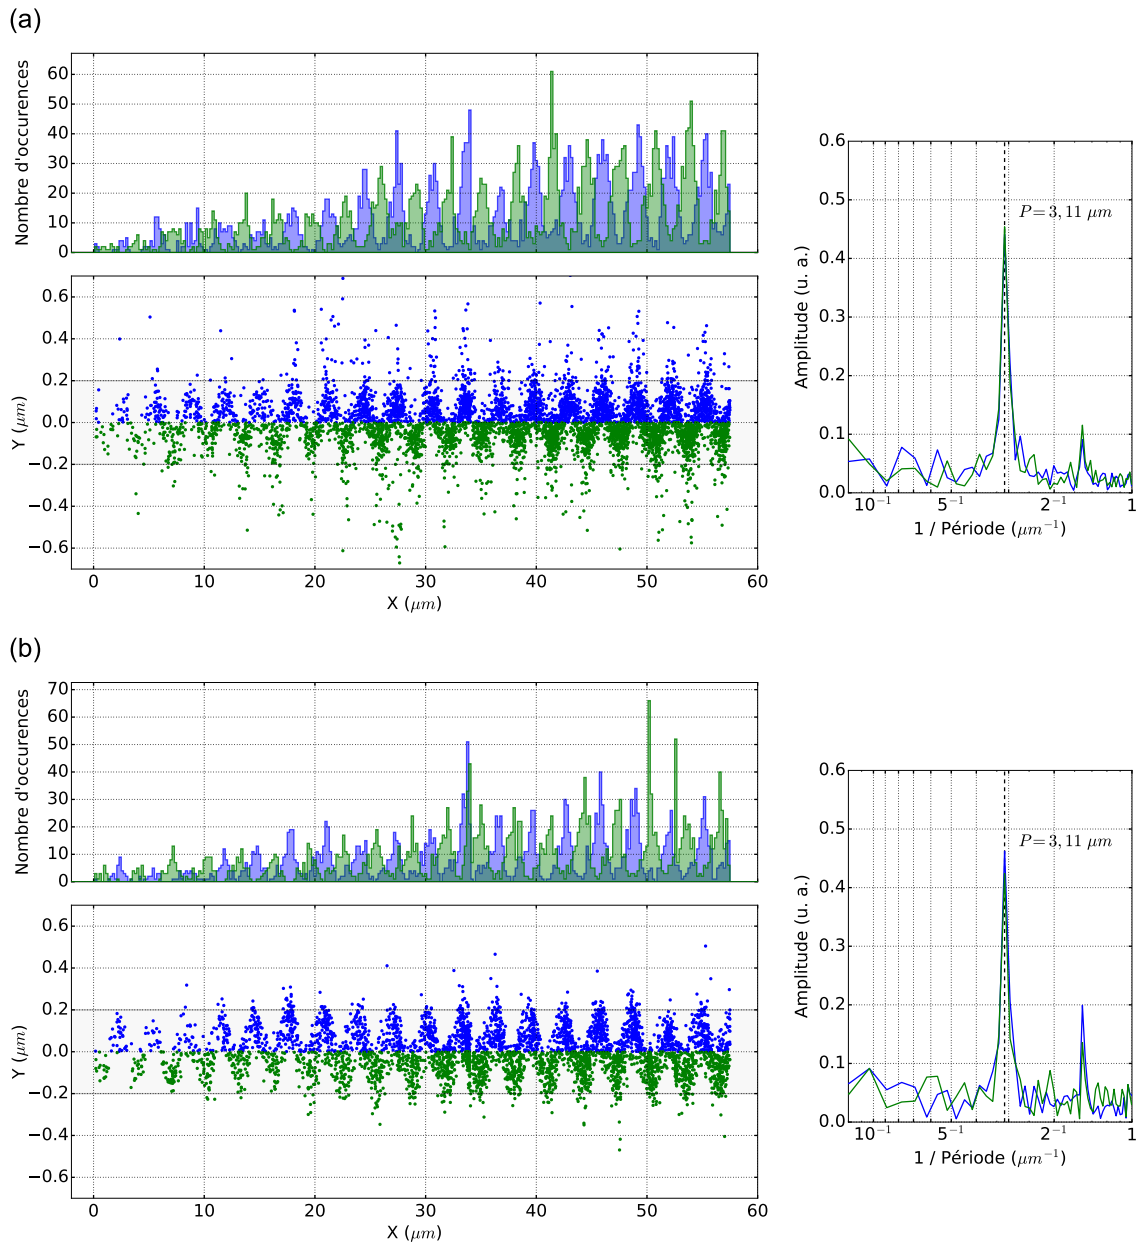 (a)
Nombre d'occurences
60
50
40
30
20
10
0
Y (μm)
0.6
0.4
0.2
0.0
−0.2
−0.4
−0.6
0 10 20 30 40 50 60
X (μm)
Amplitude (u. a.)
0.6
0.5
0.4
0.3
0.2
0.1
0.0
P = 3, 11 μm
10⁻¹ 5⁻¹ 2⁻¹ 1
1 / Période (μm⁻¹)
(b)
Nombre d'occurences
70
60
50
40
30
20
10
0
Y (μm)
0.6
0.4
0.2
0.0
−0.2
−0.4
−0.6
0 10 20 30 40 50 60
X (μm)
Amplitude (u. a.)
0.6
0.5
0.4
0.3
0.2
0.1
0.0
P = 3, 11 μm
10⁻¹ 5⁻¹ 2⁻¹ 1
1 / Période (μm⁻¹)